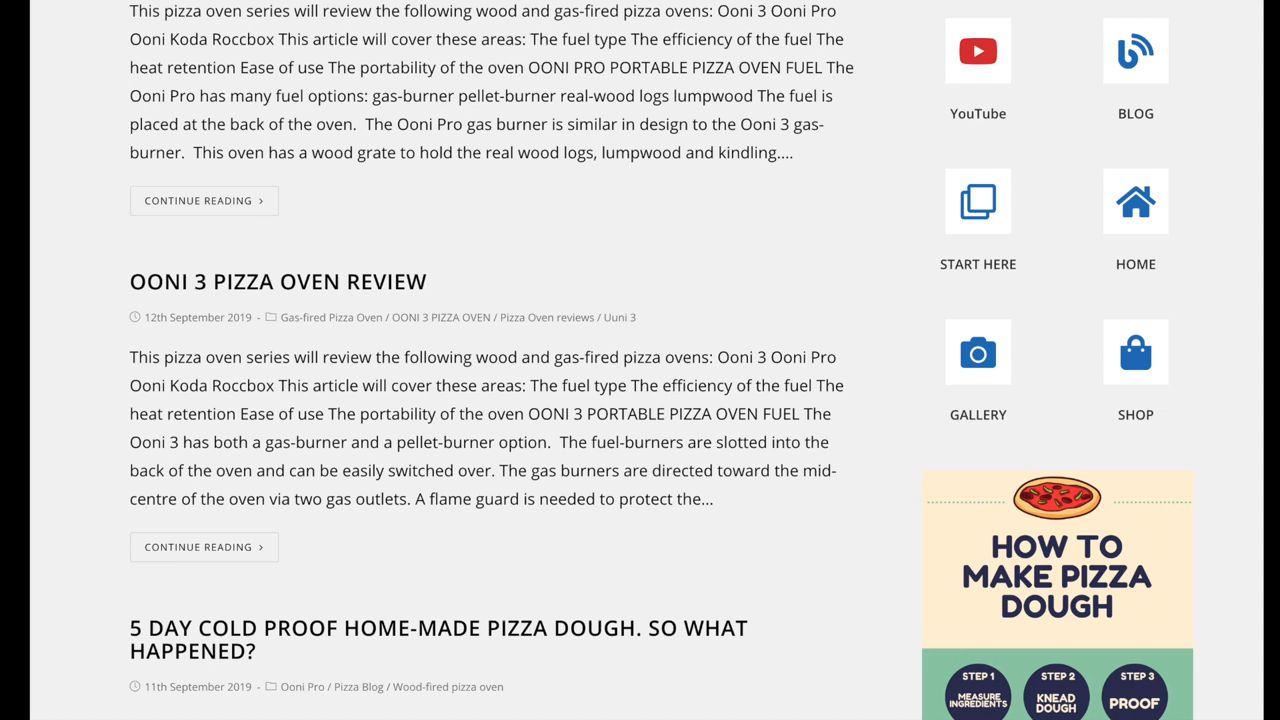 This pizza oven series will review the following wood and gas-fired pizza ovens: Ooni 3 Ooni Pro
Ooni Koda Roccbox This article will cover these areas: The fuel type The efficiency of the fuel The
heat retention Ease of use The portability of the oven OONI PRO PORTABLE PIZZA OVEN FUEL The
Ooni Pro has many fuel options: gas-burner pellet-burner real-wood logs lumpwood The fuel is
placed at the back of the oven.  The Ooni Pro gas burner is similar in design to the Ooni 3 gas-
burner.  This oven has a wood grate to hold the real wood logs, lumpwood and kindling....
CONTINUE READING ›
OONI 3 PIZZA OVEN REVIEW
12th September 2019 - Gas-fired Pizza Oven / OONI 3 PIZZA OVEN / Pizza Oven reviews / Uuni 3
This pizza oven series will review the following wood and gas-fired pizza ovens: Ooni 3 Ooni Pro
Ooni Koda Roccbox This article will cover these areas: The fuel type The efficiency of the fuel The
heat retention Ease of use The portability of the oven OONI 3 PORTABLE PIZZA OVEN FUEL The
Ooni 3 has both a gas-burner and a pellet-burner option.  The fuel-burners are slotted into the
back of the oven and can be easily switched over. The gas burners are directed toward the mid-
centre of the oven via two gas outlets. A flame guard is needed to protect the...
CONTINUE READING ›
5 DAY COLD PROOF HOME-MADE PIZZA DOUGH. SO WHAT
HAPPENED?
11th September 2019 - Ooni Pro / Pizza Blog / Wood-fired pizza oven
YouTube
BLOG
START HERE
HOME
GALLERY
SHOP
HOW TO
MAKE PIZZA
DOUGH
STEP 1
MEASURE
INGREDIENTS
STEP 2
KNEAD
DOUGH
STEP 3
PROOF